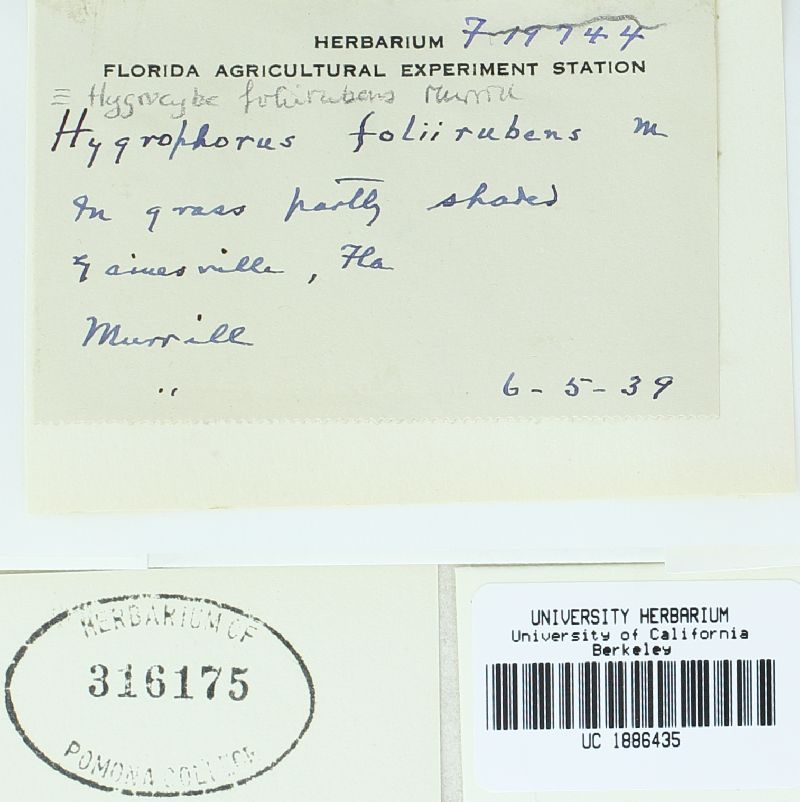 HERBARIUM F 19744
FLORIDA AGRICULTURAL EXPERIMENT STATION
≡ Hygrocybe foliirubens Murrill
Hygrophorus foliirubens M
In grass partly shaded
Gainesville, Fla
Murrill
"
6-5-39
HERBARIUM OF
316175
POMONA COLLEGE
UNIVERSITY HERBARIUM
University of California
Berkeley
UC 1886435